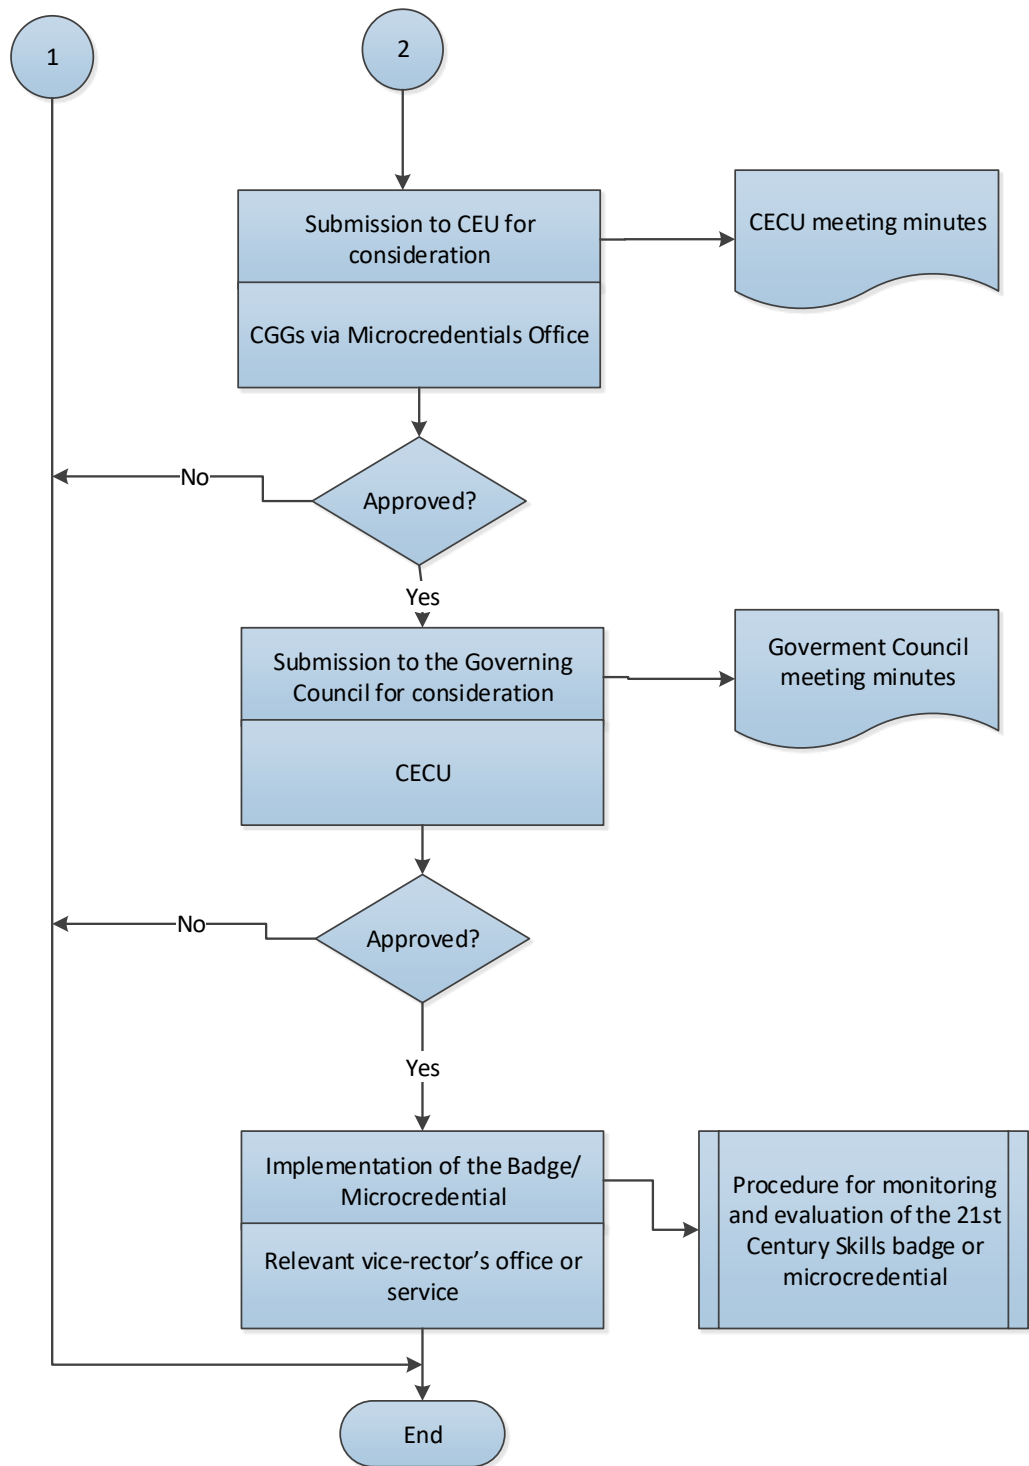 1
2
Submission to CEU for
consideration
CGGs via Microcredentials Office
CECU meeting minutes
Approved?
No
Yes
Submission to the Governing
Council for consideration
CECU
Goverment Council
meeting minutes
Approved?
No
Yes
Implementation of the Badge/
Microcredential
Relevant vice-rector’s office or
service
Procedure for monitoring
and evaluation of the 21st
Century Skills badge or
microcredential
End